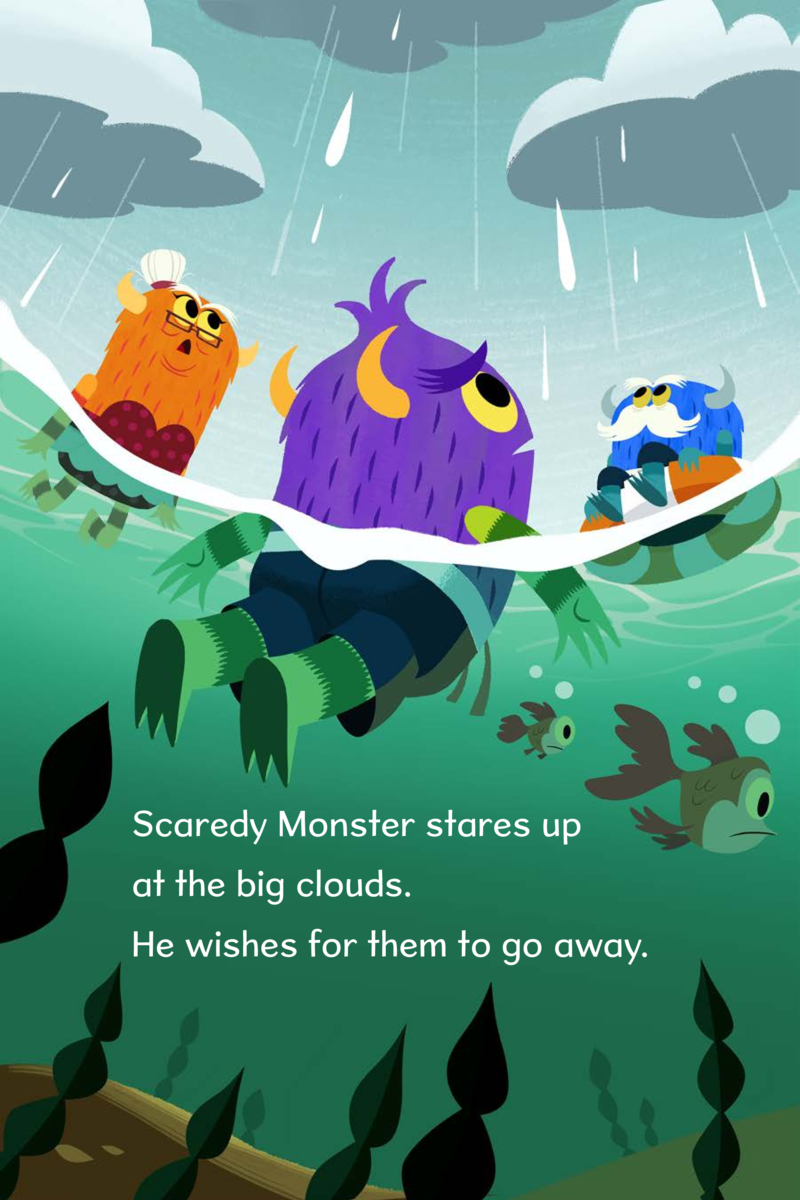 Scaredy Monster stares up
at the big clouds.
He wishes for them to go away.